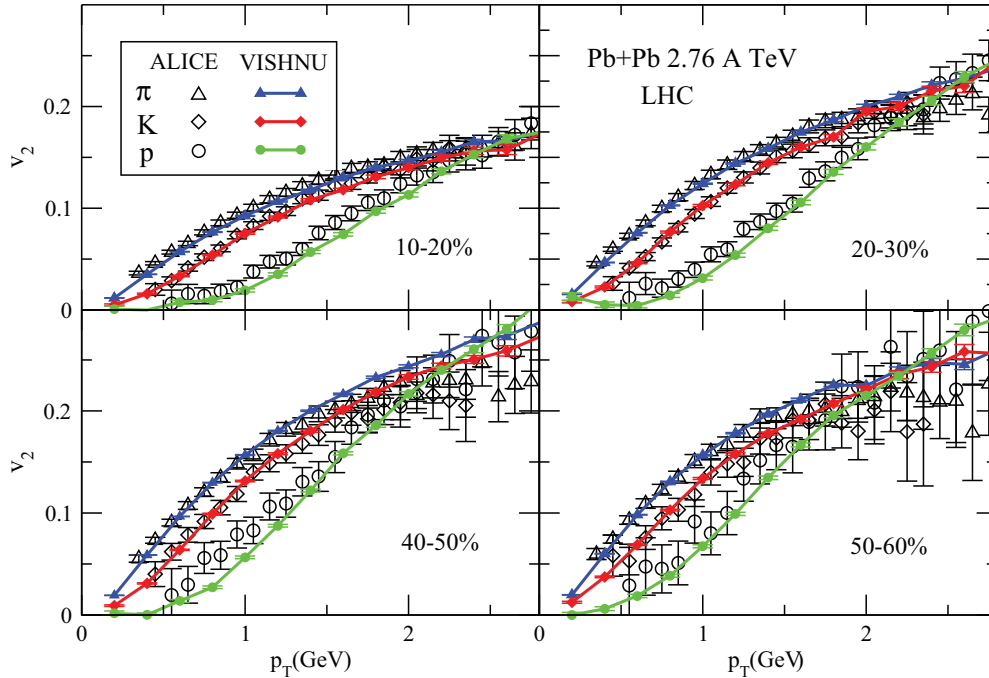 ALICE VISHNU
π
K
p
Pb+Pb 2.76 A TeV
LHC
v2
0.2
0.1
0
10-20%
20-30%
v2
0.2
0.1
0
40-50%
50-60%
0 1 2 0 1 2
pT(GeV) pT(GeV)